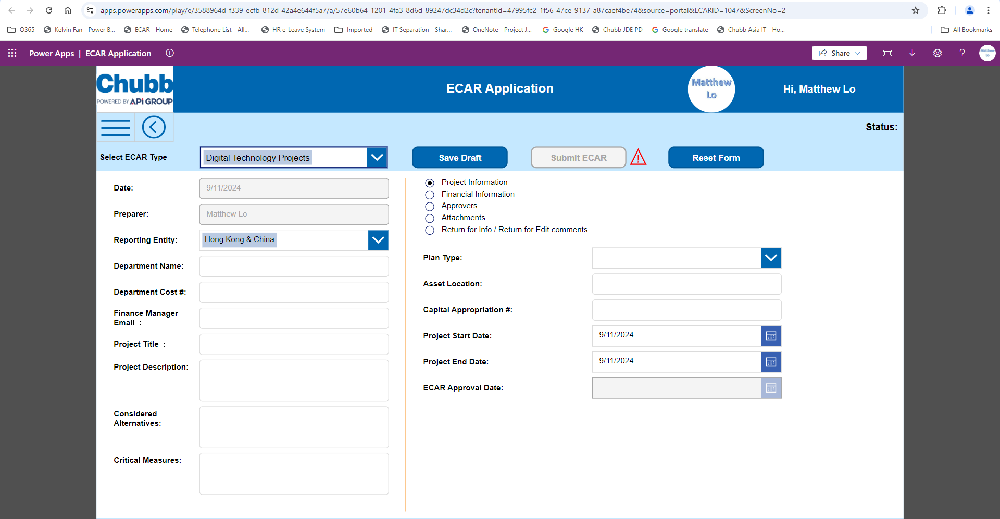 apps.powerapps.com/play/e/3588964d-f339-ecfb-812d-42a4e644f5a7/a/57e60b64-1201-4fa3-8d6d-89247dc34d2c?tenantId=47995fc2-1f56-47ce-9137-a87caef4be74&source=portal&ECARID=1047&ScreenNo=2
O365 Kelvin Fan - Power B... ECAR - Home Telephone List - All... HR e-Leave System Imported IT Separation - Shar... OneNote - Project J... Google HK Chubb JDE PD Google translate Chubb Asia IT - Ho... All Bookmarks
Power Apps | ECAR Application Share Matthew Lo
Chubb
POWERED BY APi GROUP
ECAR Application
Matthew
Lo
Hi, Matthew Lo
Status:
Select ECAR Type Digital Technology Projects Save Draft Submit ECAR Reset Form
Date: 9/11/2024
Preparer: Matthew Lo
Reporting Entity: Hong Kong & China
Department Name:
Department Cost #:
Finance Manager
Email :
Project Title :
Project Description:
Considered
Alternatives:
Critical Measures:
Project Information
Financial Information
Approvers
Attachments
Return for Info / Return for Edit comments
Plan Type:
Asset Location:
Capital Appropriation #:
Project Start Date: 9/11/2024
Project End Date: 9/11/2024
ECAR Approval Date: